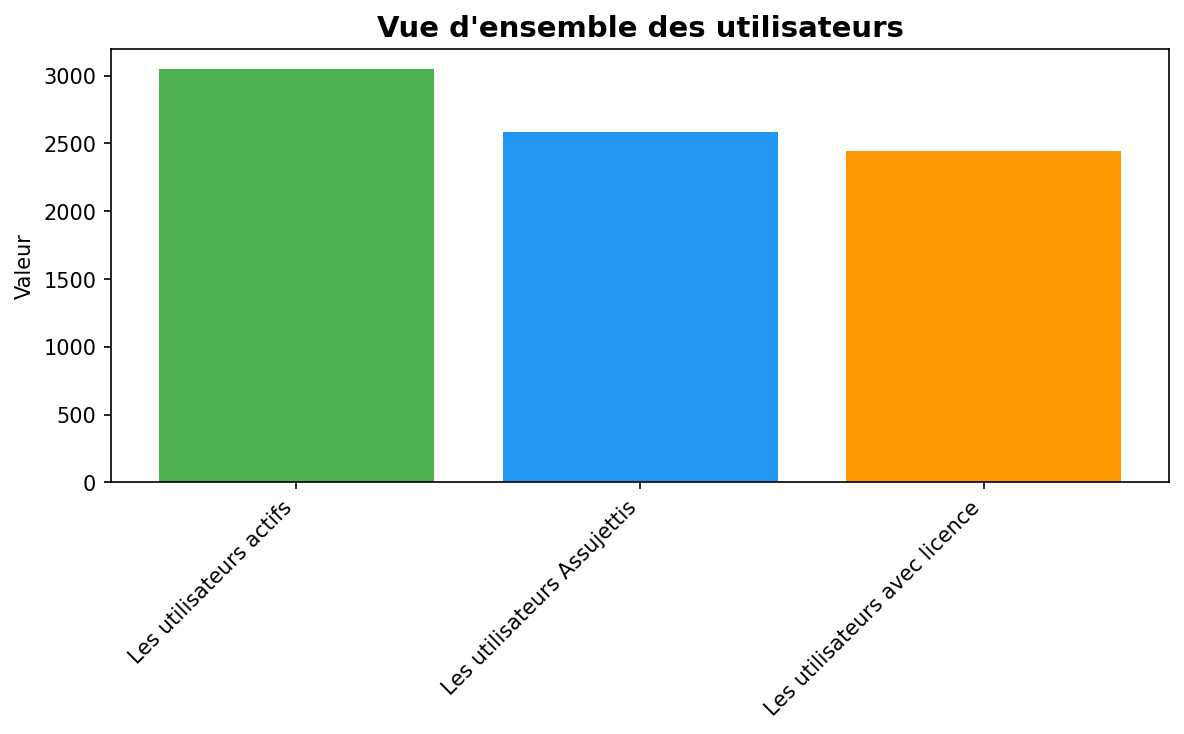 Vue d'ensemble des utilisateurs
Valeur
3000
2500
2000
1500
1000
500
0
Les utilisateurs actifs
Les utilisateurs Assujettis
Les utilisateurs avec licence